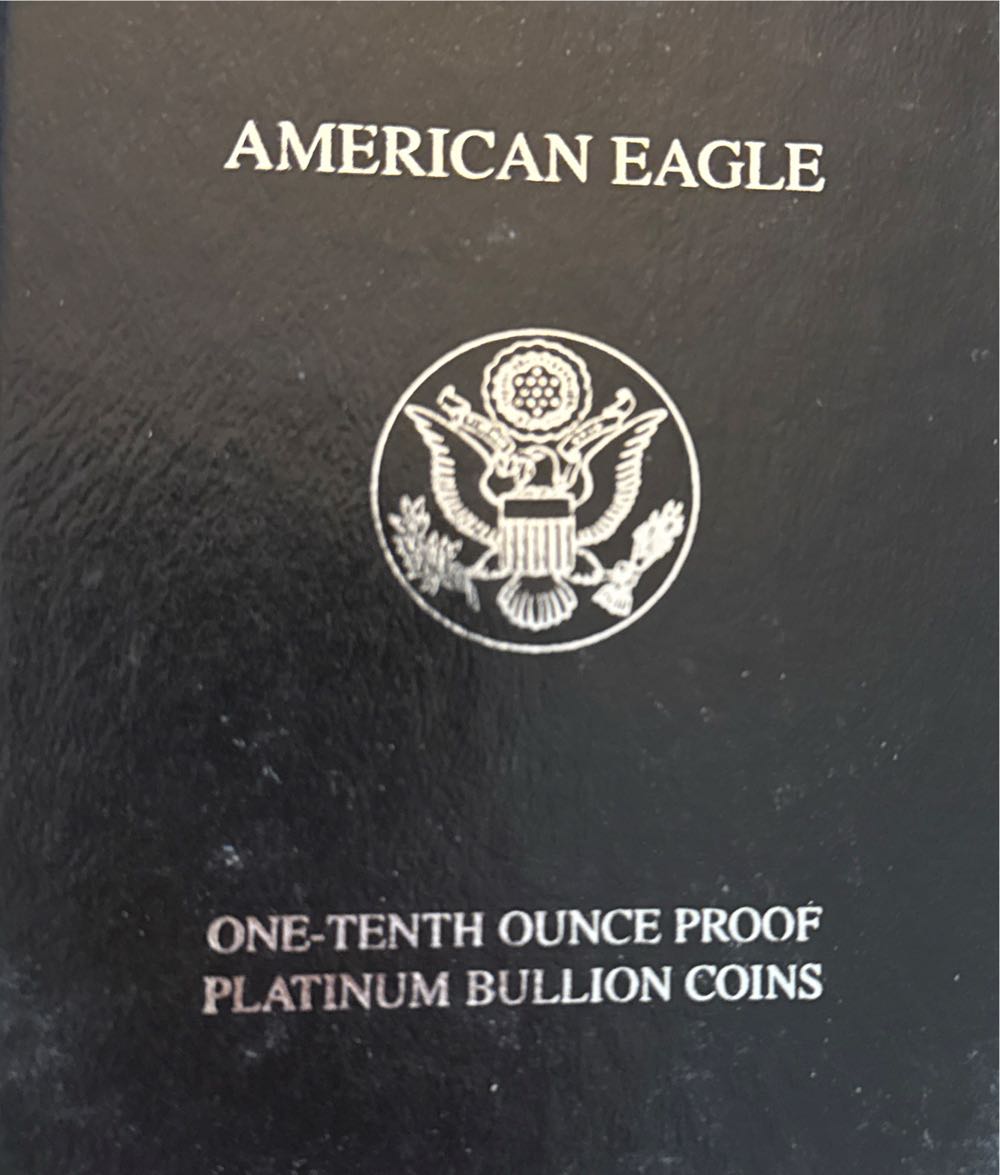 AMERICAN EAGLE
ONE-TENTH OUNCE PROOF
PLATINUM BULLION COINS